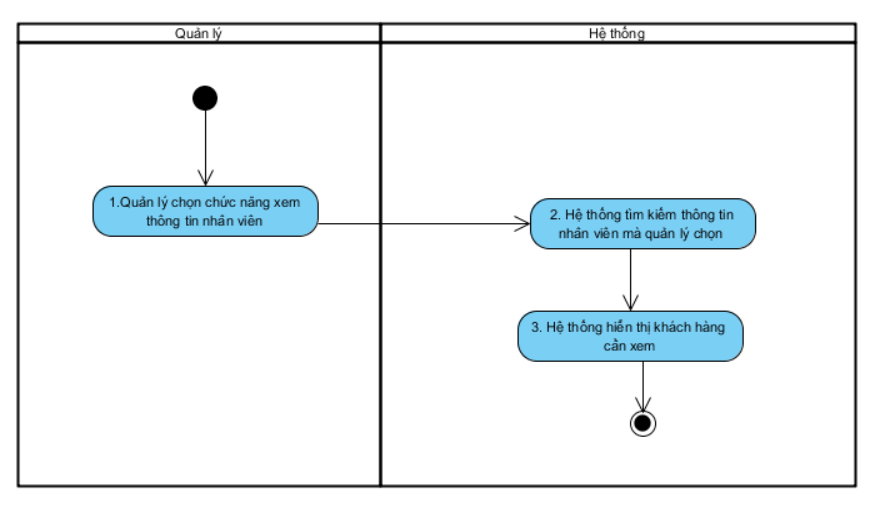 Quản lý
Hệ thống
1.Quản lý chọn chức năng xem
thông tin nhân viên
2. Hệ thống tìm kiếm thông tin
nhân viên mà quản lý chọn
3. Hệ thống hiển thị khách hàng
cần xem